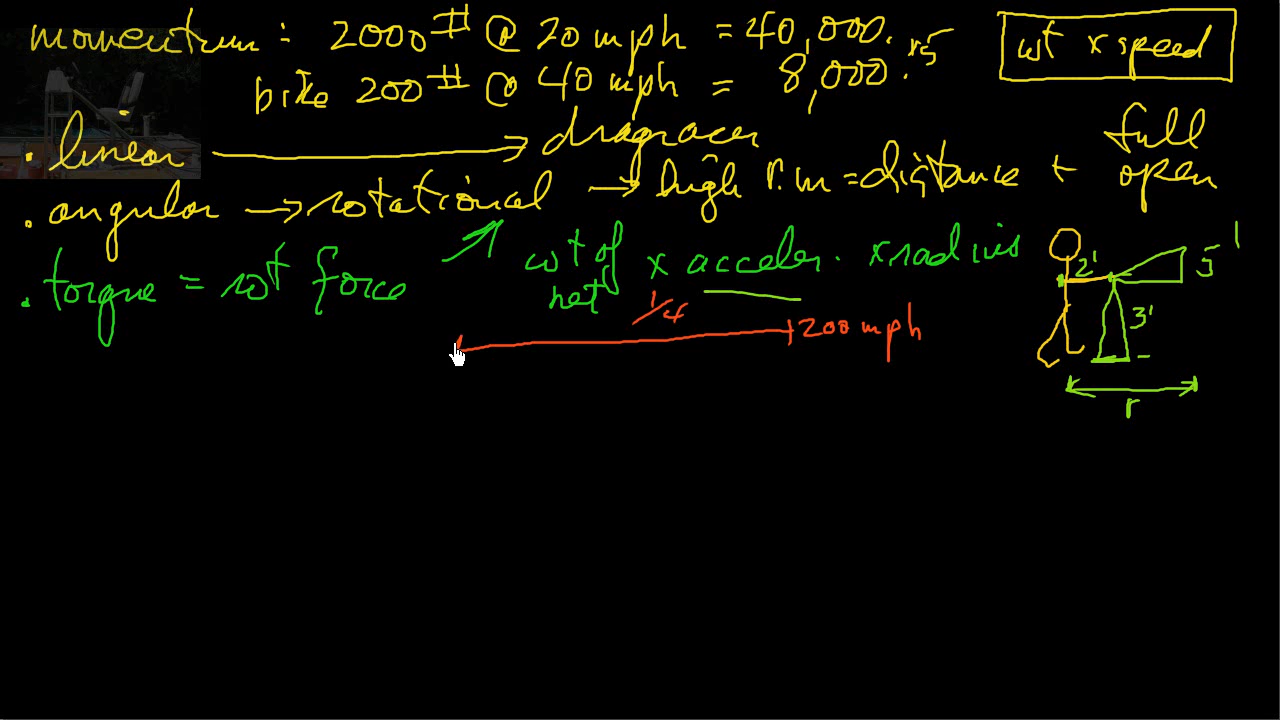 momentum : 2000# @ 20 mph = 40,000. x5
wt x speed
bike 200# @ 40 mph = 8,000.
. linear → dragracer
. angular → rotational → high r.m = distance + full open
. torque = rot force
wt of net x acceler. x radius
1/4
200 mph
2'
5'
3'
r